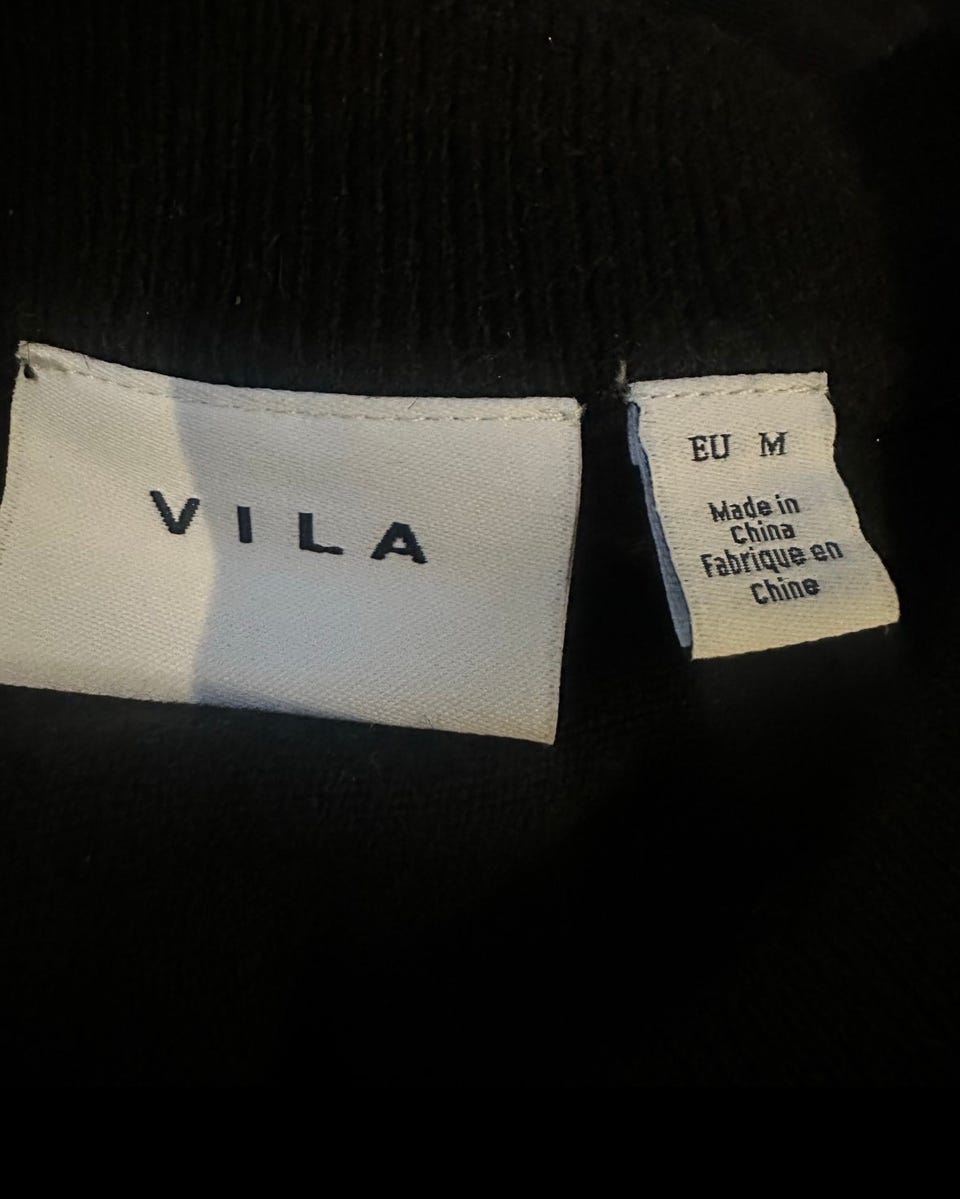 VILA
EU M
Made in
China
Fabrique en
Chine